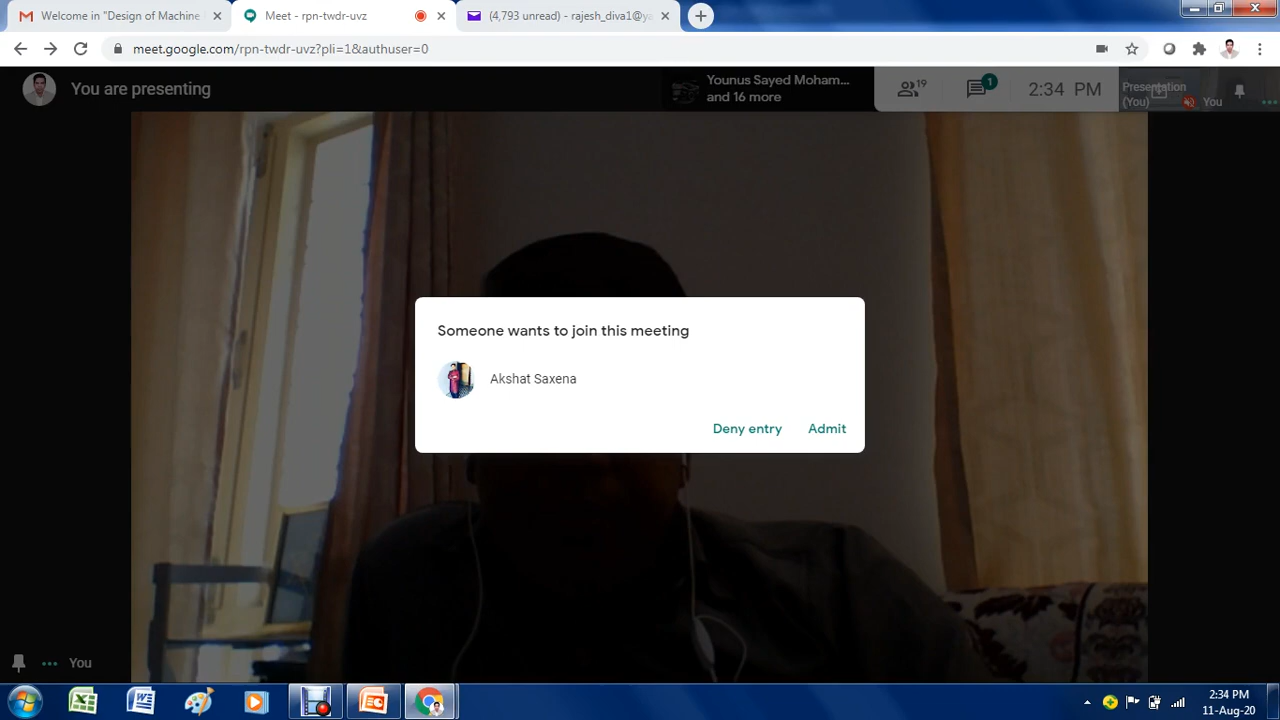 Welcome in "Design of Machine
Meet - rpn-twdr-uvz
(4,793 unread) - rajesh_diva1@ya
meet.google.com/rpn-twdr-uvz?pli=1&authuser=0
You are presenting
Younus Sayed Moham...
and 16 more
19
1
2:34 PM
Presentation
(You)
You
Someone wants to join this meeting
Akshat Saxena
Deny entry
Admit
You
2:34 PM
11-Aug-20